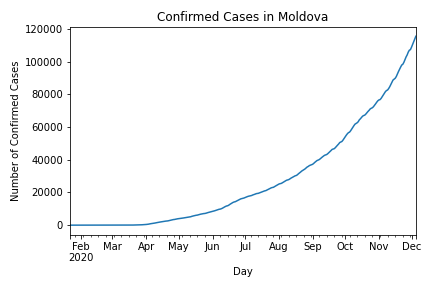 Confirmed Cases in Moldova
120000
100000
80000
60000
40000
20000
0
Number of Confirmed Cases
Feb Mar Apr May Jun Jul Aug Sep Oct Nov Dec
2020
Day